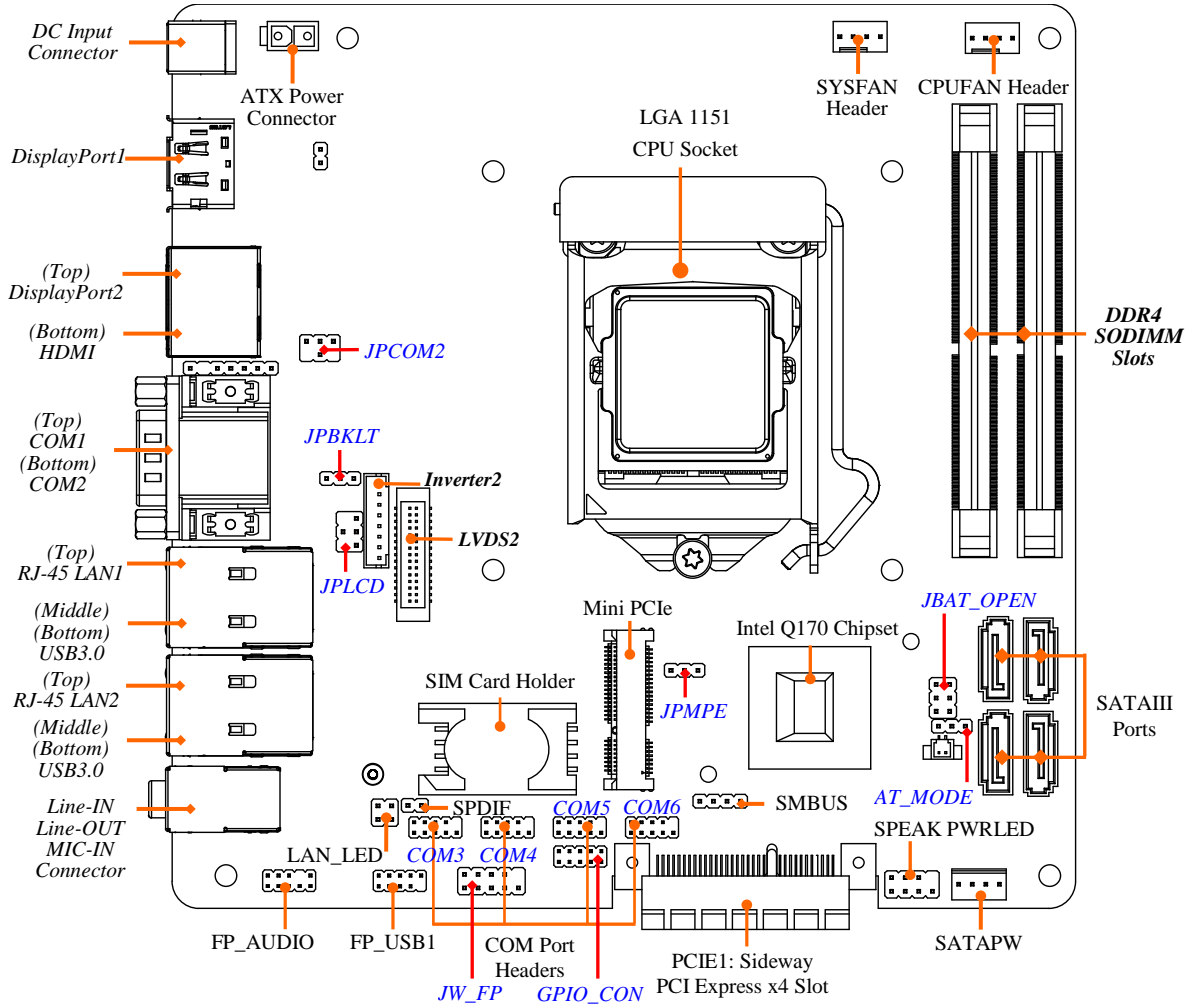 DC Input
Connector
ATX Power
Connector
SYSFAN
Header
CPUFAN Header
LGA 1151
CPU Socket
DisplayPort1
(Top)
DisplayPort2
(Bottom)
HDMI
JPCOM2
DDR4
SODIMM
Slots
(Top)
COM1
(Bottom)
COM2
JPBKLT
Inverter2
LVDS2
JPLCD
(Top)
RJ-45 LAN1
(Middle)
(Bottom)
USB3.0
(Top)
RJ-45 LAN2
(Middle)
(Bottom)
USB3.0
Mini PCIe
Intel Q170 Chipset
JBAT_OPEN
SIM Card Holder
JPMPE
SATAIII
Ports
Line-IN
Line-OUT
MIC-IN
Connector
SPDIF
COM5
COM6
SMBUS
AT_MODE
LAN_LED
COM3
COM4
SPEAK PWRLED
FP_AUDIO
FP_USB1
COM Port
Headers
JW_FP
GPIO_CON
PCIE1: Sideway
PCI Express x4 Slot
SATAPW